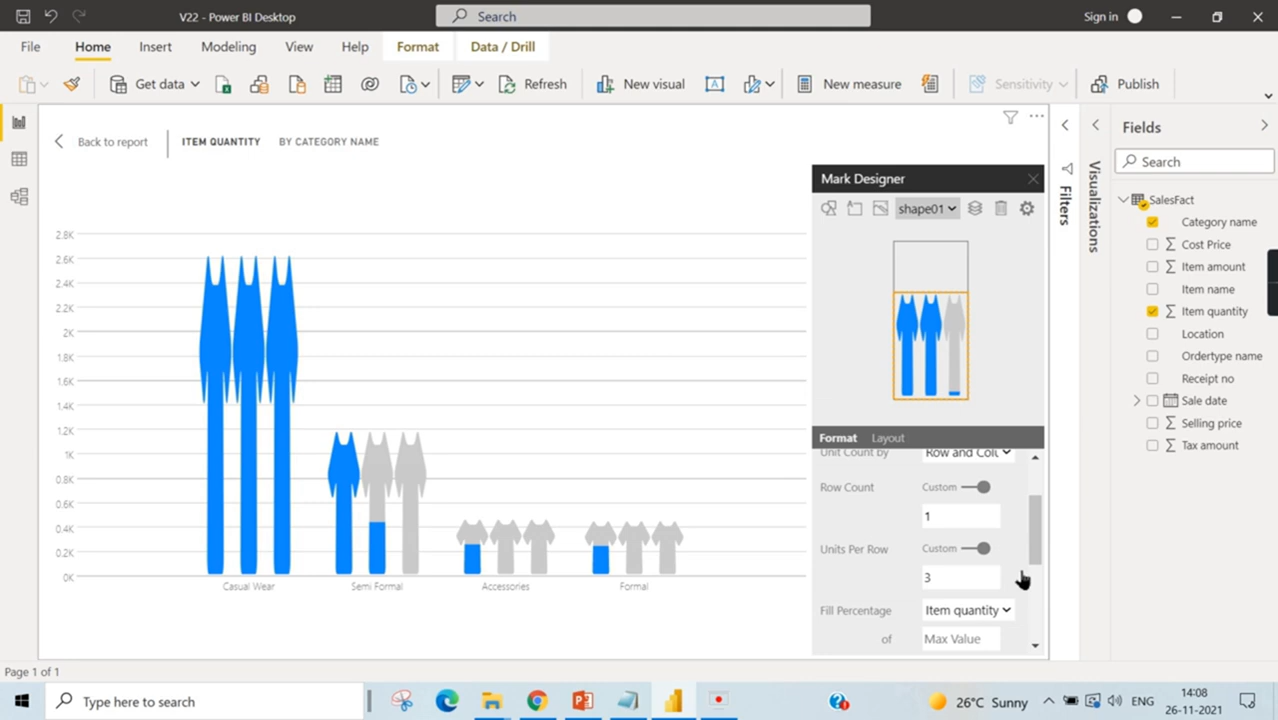 V22 - Power BI Desktop
Search
Sign in
File
Home
Insert
Modeling
View
Help
Format
Data / Drill
Get data
Refresh
New visual
New measure
Sensitivity
Publish
Back to report
ITEM QUANTITY
BY CATEGORY NAME
2.8K
2.6K
2.4K
2.2K
2K
1.8K
1.6K
1.4K
1.2K
1K
0.8K
0.6K
0.4K
0.2K
0K
Casual Wear
Semi Formal
Accessories
Formal
Mark Designer
shape01
Format
Layout
Unit Count by
Row and Colu
Row Count
Custom
1
Units Per Row
Custom
3
Fill Percentage
Item quantity
of
Max Value
Filters
Visualizations
Fields
Search
SalesFact
Category name
Cost Price
Item amount
Item name
Item quantity
Location
Ordertype name
Receipt no
Sale date
Selling price
Tax amount
Page 1 of 1
Type here to search
26°C Sunny
ENG
14:08
26-11-2021